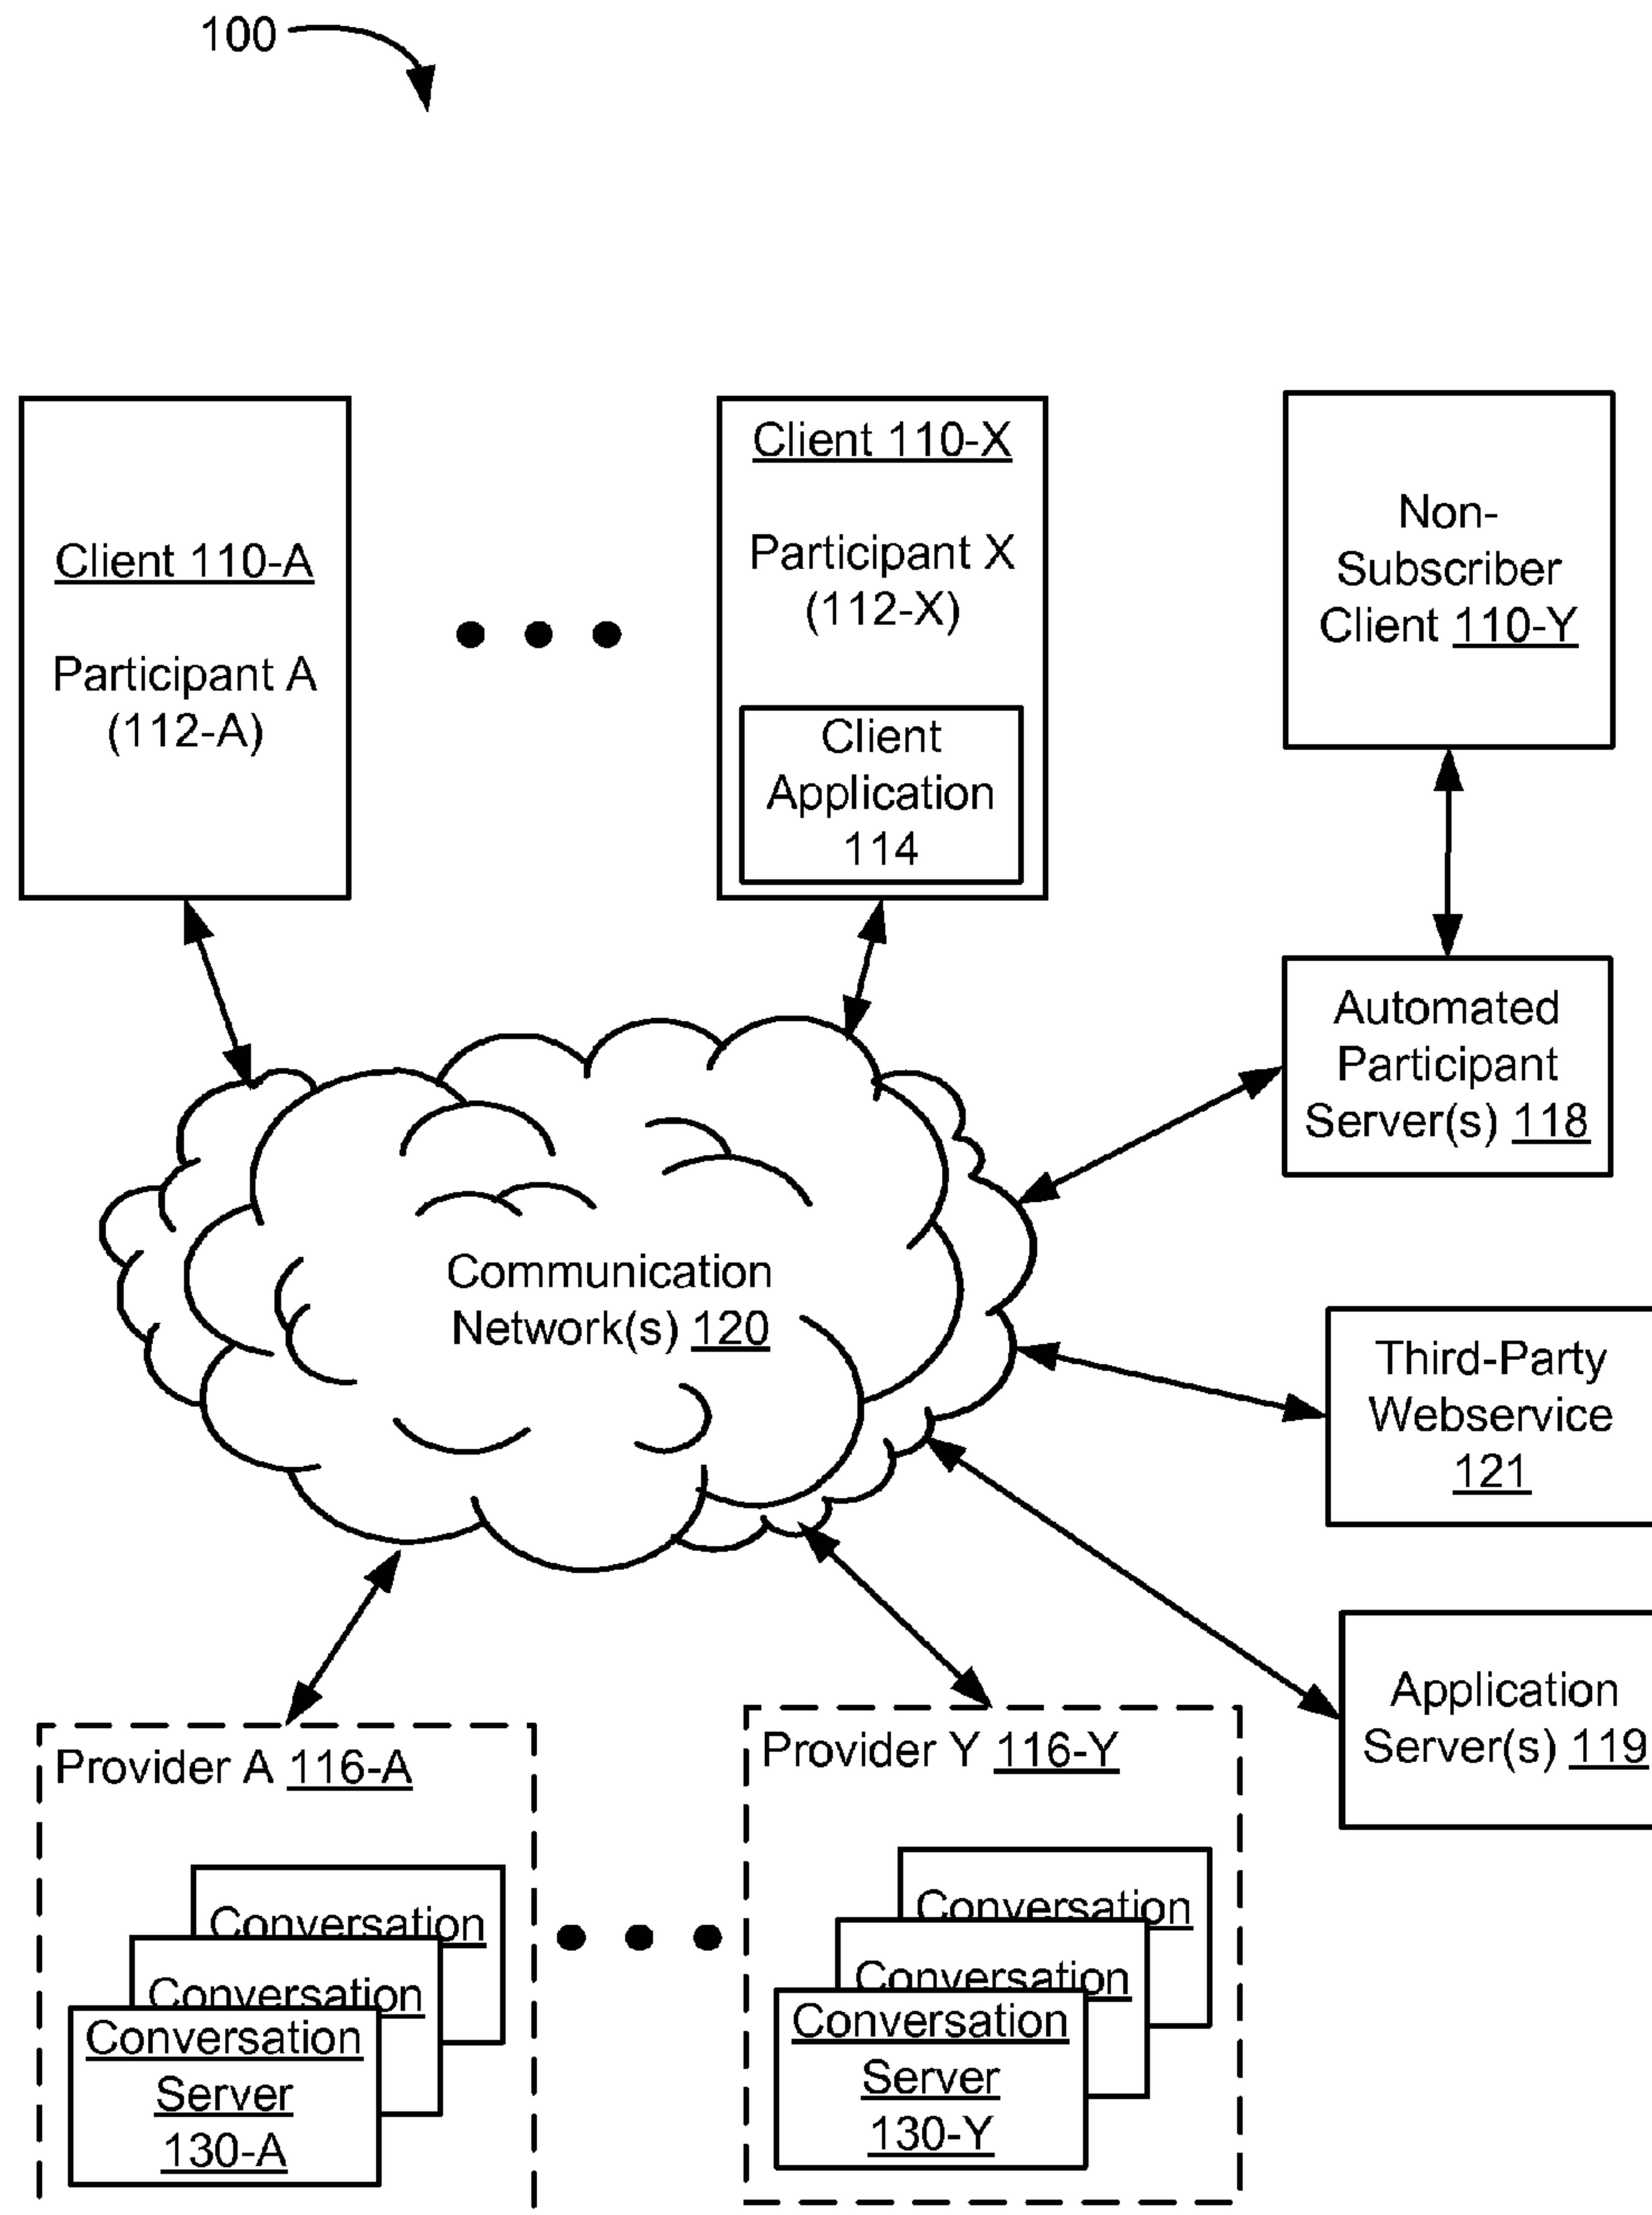 100
Client 110-A
Participant A
(112-A)
Client 110-X
Participant X
(112-X)
Client
Application
114
Non-
Subscriber
Client 110-Y
Automated
Participant
Server(s) 118
Communication
Network(s) 120
Third-Party
Webservice
121
Application
Server(s) 119
Provider A 116-A
Conversation
Conversation
Conversation
Server
130-A
Provider Y 116-Y
Conversation
Conversation
Conversation
Server
130-Y